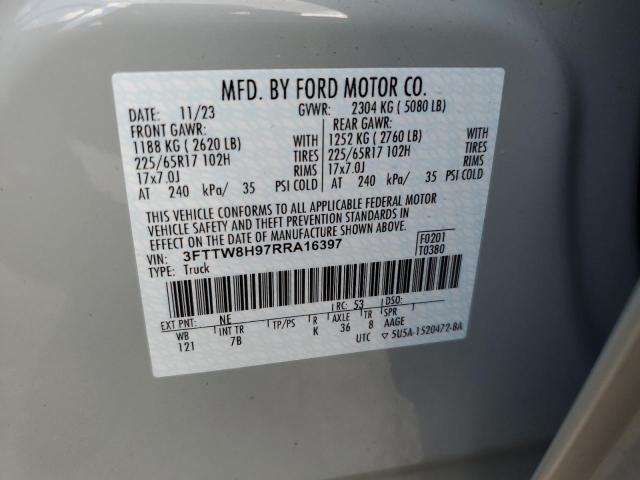 MFD. BY FORD MOTOR CO.
DATE: 11/23 GVWR: 2304 KG ( 5080 LB)
FRONT GAWR: REAR GAWR:
1188 KG ( 2620 LB) WITH 1252 KG ( 2760 LB) WITH
225/65R17 102H TIRES 225/65R17 102H TIRES
17x7.0J RIMS 17x7.0J RIMS
AT 240 kPa/ 35 PSI COLD AT 240 kPa/ 35 PSI COLD
THIS VEHICLE CONFORMS TO ALL APPLICABLE FEDERAL MOTOR
VEHICLE SAFETY AND THEFT PREVENTION STANDARDS IN
EFFECT ON THE DATE OF MANUFACTURE SHOWN ABOVE.
VIN: 3FTTW8H97RRA16397 F0201
TYPE: Truck T0380
EXT PNT: NE RC: 53 DSO:
WB INT TR TP/PS R AXLE TR SPR
121 7B K 36 8 AAGE
UTC ▽ 5U5A-1520472-BA